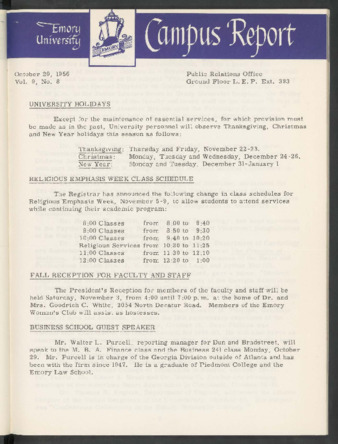 Emory
University
Campus Report
October 29, 1956
Vol. 9, No. 8
Public Relations Office
Ground Floor L. E. P. Ext. 393
UNIVERSITY HOLIDAYS
Except for the maintenance of essential services, for which provision must
be made as in the past, University personnel will observe Thanksgiving, Christmas
and New Year holidays this season as follows:
Thanksgiving: Thursday and Friday, November 22-23.
Christmas: Monday, Tuesday and Wednesday, December 24-26.
New Year: Monday and Tuesday, December 31-January 1
RELIGIOUS EMPHASIS WEEK CLASS SCHEDULE
The Registrar has announced the following change in class schedules for
Religious Emphasis Week, November 5-9, to allow students to attend services
while continuing their academic program:
8:00 Classes from 8:00 to 8:40
9:00 Classes from 8:50 to 9:30
10:00 Classes from 9:40 to 10:20
Religious Services from 10:30 to 11:25
11:00 Classes from 11:30 to 12:10
12:00 Classes from 12:20 to 1:00
FALL RECEPTION FOR FACULTY AND STAFF
The President's Reception for members of the faculty and staff will be
held Saturday, November 3, from 4:00 until 7:00 p. m. at the home of Dr. and
Mrs. Goodrich C. White, North Decatur Road. Members of the Emory
Woman's Club will assist as hostesses.
BUSINESS SCHOOL GUEST SPEAKER
Mr. Walter L. Purcell, reporting manager for Dun and Bradstreet, will
speak to the M. B. A. Finance class and the Business 241 class Monday, October
29. Mr. Purcell is in charge of the Georgia Division outside of Atlanta and has
been with the firm since 1947. He is a graduate of Piedmont College and the
Emory Law School.